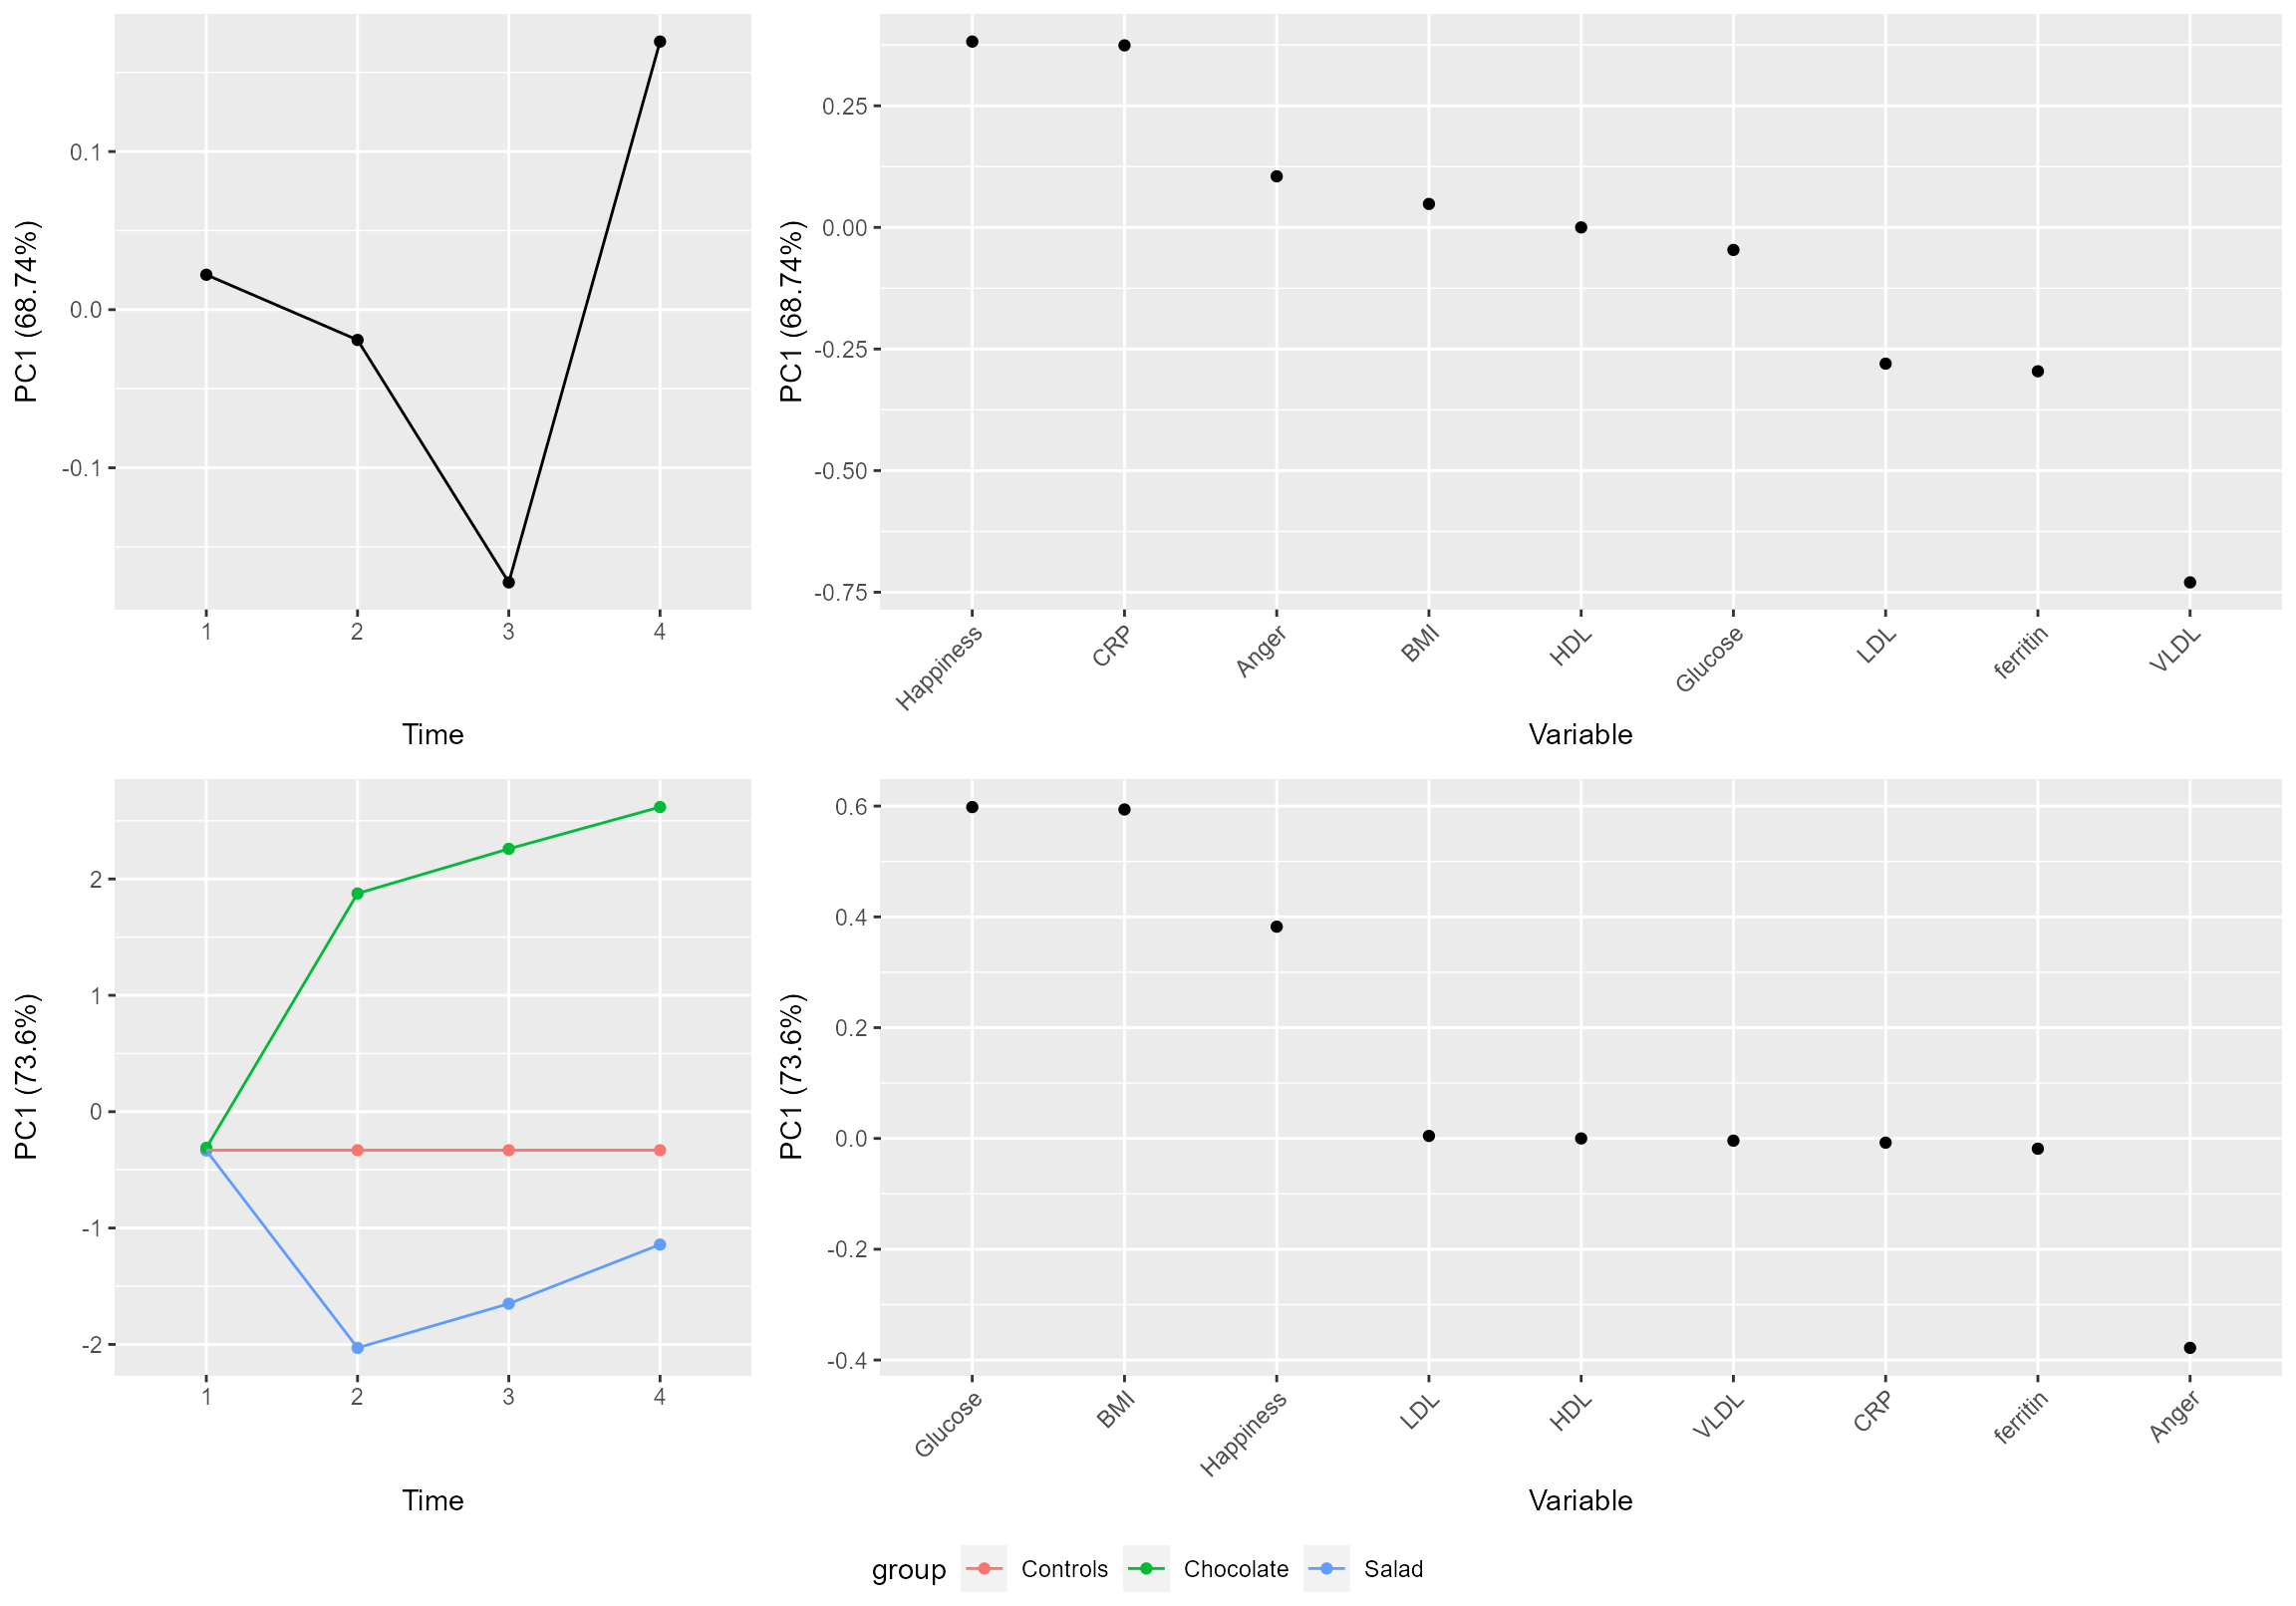 PC1 (68.74%)
0.1
0.0
-0.1
1 2 3 4
Time
PC1 (68.74%)
0.25
0.00
-0.25
-0.50
-0.75
Happiness CRP Anger BMI HDL Glucose LDL ferritin VLDL
Variable
PC1 (73.6%)
2
1
0
-1
-2
1 2 3 4
Time
PC1 (73.6%)
0.6
0.4
0.2
0.0
-0.2
-0.4
Glucose BMI Happiness LDL HDL VLDL CRP ferritin Anger
Variable
group Controls Chocolate Salad